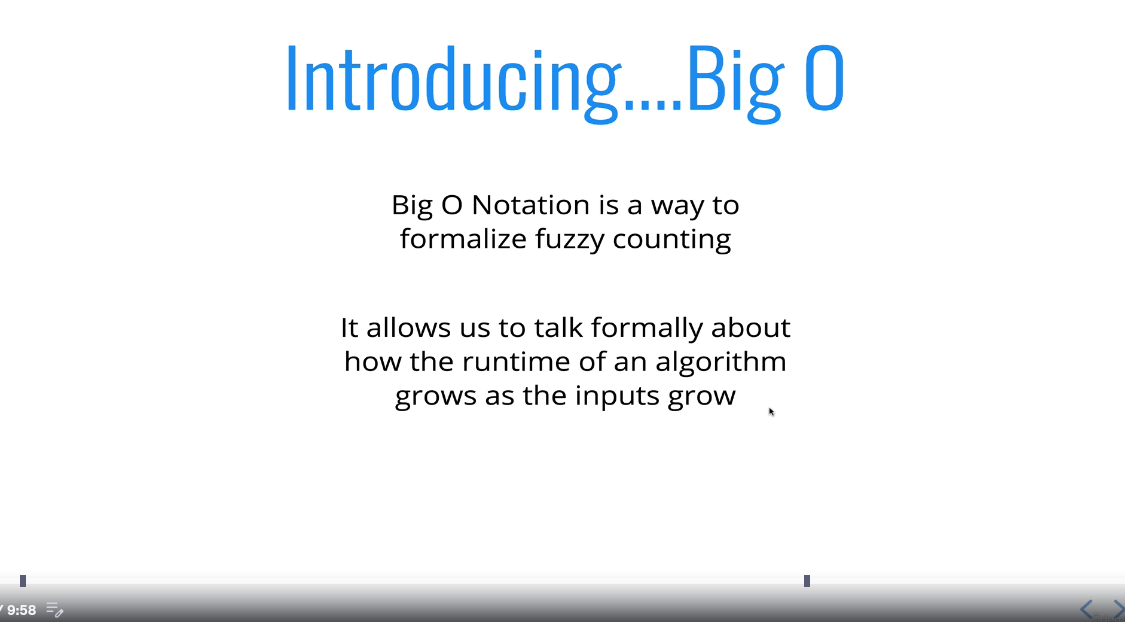 Introducing....Big O
Big O Notation is a way to
formalize fuzzy counting
It allows us to talk formally about
how the runtime of an algorithm
grows as the inputs grow
/ 9:58